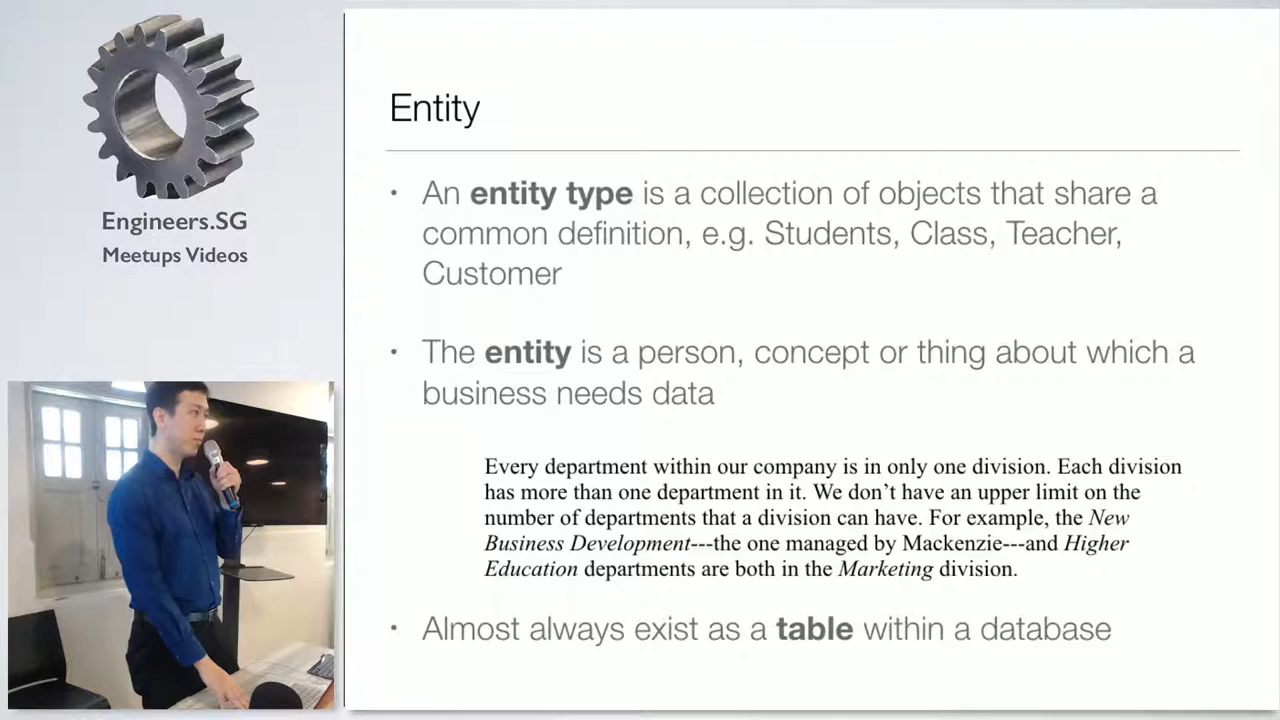 Engineers.SG
Meetups Videos
Entity
• An entity type is a collection of objects that share a
common definition, e.g. Students, Class, Teacher,
Customer
• The entity is a person, concept or thing about which a
business needs data
Every department within our company is in only one division. Each division
has more than one department in it. We don’t have an upper limit on the
number of departments that a division can have. For example, the New
Business Development---the one managed by Mackenzie---and Higher
Education departments are both in the Marketing division.
• Almost always exist as a table within a database